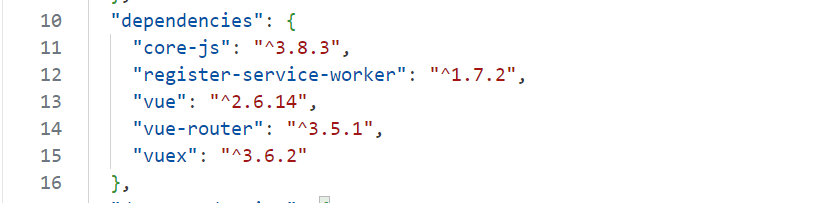 10 "dependencies": {
11 "core-js": "^3.8.3",
12 "register-service-worker": "^1.7.2",
13 "vue": "^2.6.14",
14 "vue-router": "^3.5.1",
15 "vuex": "^3.6.2"
16 },